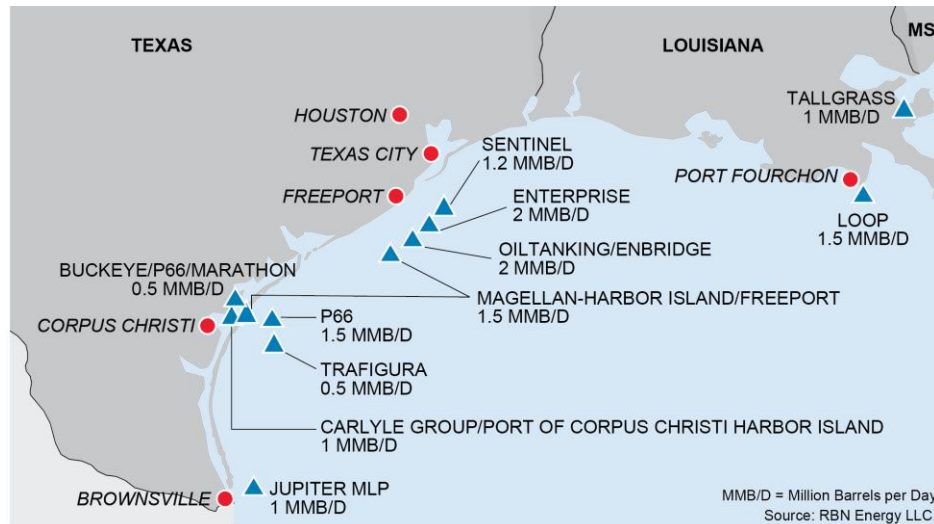 TEXAS
LOUISIANA
MS
TALLGRASS
1 MMB/D
HOUSTON
TEXAS CITY
SENTINEL
1.2 MMB/D
FREEPORT
ENTERPRISE
2 MMB/D
PORT FOURCHON
LOOP
1.5 MMB/D
OILTANKING/ENBRIDGE
2 MMB/D
BUCKEYE/P66/MARATHON
0.5 MMB/D
MAGELLAN-HARBOR ISLAND/FREEPORT
1.5 MMB/D
CORPUS CHRISTI
P66
1.5 MMB/D
TRAFIGURA
0.5 MMB/D
CARLYLE GROUP/PORT OF CORPUS CHRISTI HARBOR ISLAND
1 MMB/D
BROWNSVILLE
JUPITER MLP
1 MMB/D
MMB/D = Million Barrels per Day
Source: RBN Energy LLC